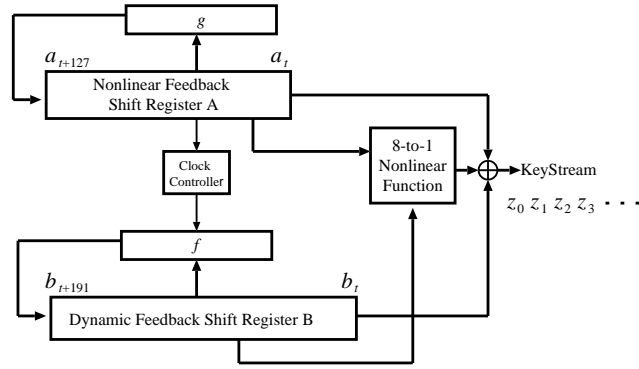 g
a_{t+127} a_t
Nonlinear Feedback
Shift Register A
8-to-1
Nonlinear
Function
Clock
Controller
KeyStream
z_0 z_1 z_2 z_3 · · ·
f
b_{t+191} b_t
Dynamic Feedback Shift Register B